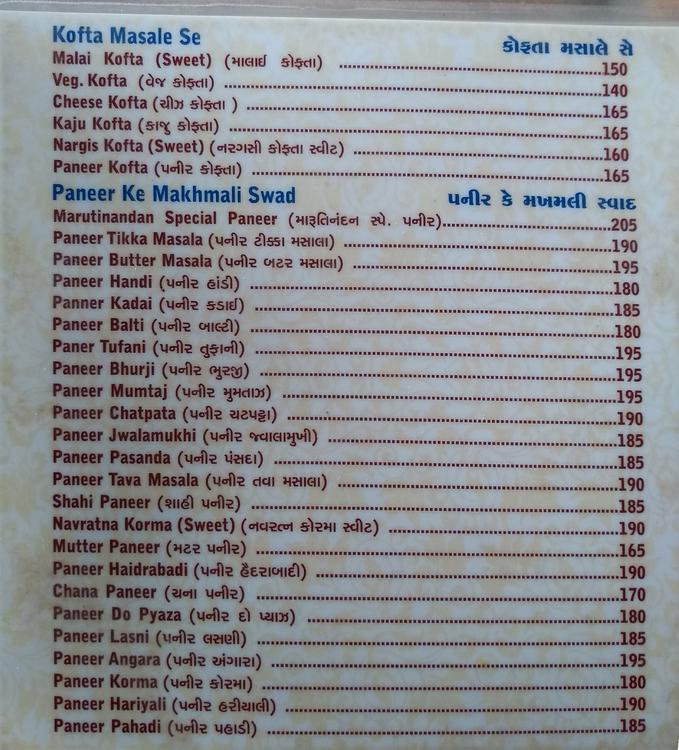 Kofta Masale Se કોફતા મસાલે સે
Malai Kofta (Sweet) (માલાઈ કોફતા) ........150
Veg. Kofta (વેજ કોફતા) ........140
Cheese Kofta (ચીઝ કોફતા ) ........165
Kaju Kofta (કાજુ કોફતા) ........165
Nargis Kofta (Sweet) (નરગસી કોફતા સ્વીટ) ........160
Paneer Kofta (પનીર કોફતા) ........165
Paneer Ke Makhmali Swad પનીર કે મખમલી સ્વાદ
Marutinandan Special Paneer (મારૂતિનંદન સ્પે. પનીર)........205
Paneer Tikka Masala (પનીર ટીક્કા મસાલા) ........190
Paneer Butter Masala (પનીર બટર મસાલા) ........195
Paneer Handi (પનીર હાંડી) ........180
Panner Kadai (પનીર કડાઈ) ........185
Paneer Balti (પનીર બાલ્ટી) ........180
Paner Tufani (પનીર તુફાની) ........195
Paneer Bhurji (પનીર ભુરજી) ........195
Paneer Mumtaj (પનીર મુમતાઝ) ........195
Paneer Chatpata (પનીર ચટપટ્ટા) ........190
Paneer Jwalamukhi (પનીર જ્વાલામુખી) ........185
Paneer Pasanda (પનીર પંસદા) ........185
Paneer Tava Masala (પનીર તવા મસાલા) ........190
Shahi Paneer (શાહી પનીર) ........185
Navratna Korma (Sweet) (નવરત્ન કોરમા સ્વીટ) ........190
Mutter Paneer (મટર પનીર) ........165
Paneer Haidrabadi (પનીર હૈદરાબાદી) ........190
Chana Paneer (ચના પનીર) ........170
Paneer Do Pyaza (પનીર દો પ્યાઝ) ........180
Paneer Lasni (પનીર લસણી) ........185
Paneer Angara (પનીર અંગારા) ........195
Paneer Korma (પનીર કોરમા) ........180
Paneer Hariyali (પનીર હરીયાલી) ........190
Paneer Pahadi (પનીર પહાડી) ........185